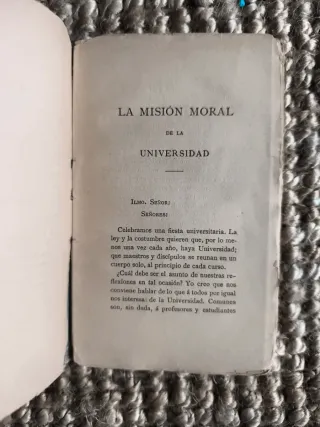 LA MISIÓN MORAL
DE LA
UNIVERSIDAD
ILMO. SEÑOR:
SEÑORES:
Celebramos una fiesta universitaria. La
ley y la costumbre quieren que, por lo me-
nos una vez cada año, haya Universidad;
que maestros y discípulos se reunan en un
cuerpo solo, al principio de cada curso.
¿Cuál debe ser el asunto de nuestras re-
flexiones en tal ocasión? Yo creo que nos
conviene hablar de lo que á todos por igual
nos interesa: de la Universidad. Comunes
son, sin duda, á profesores y estudiantes